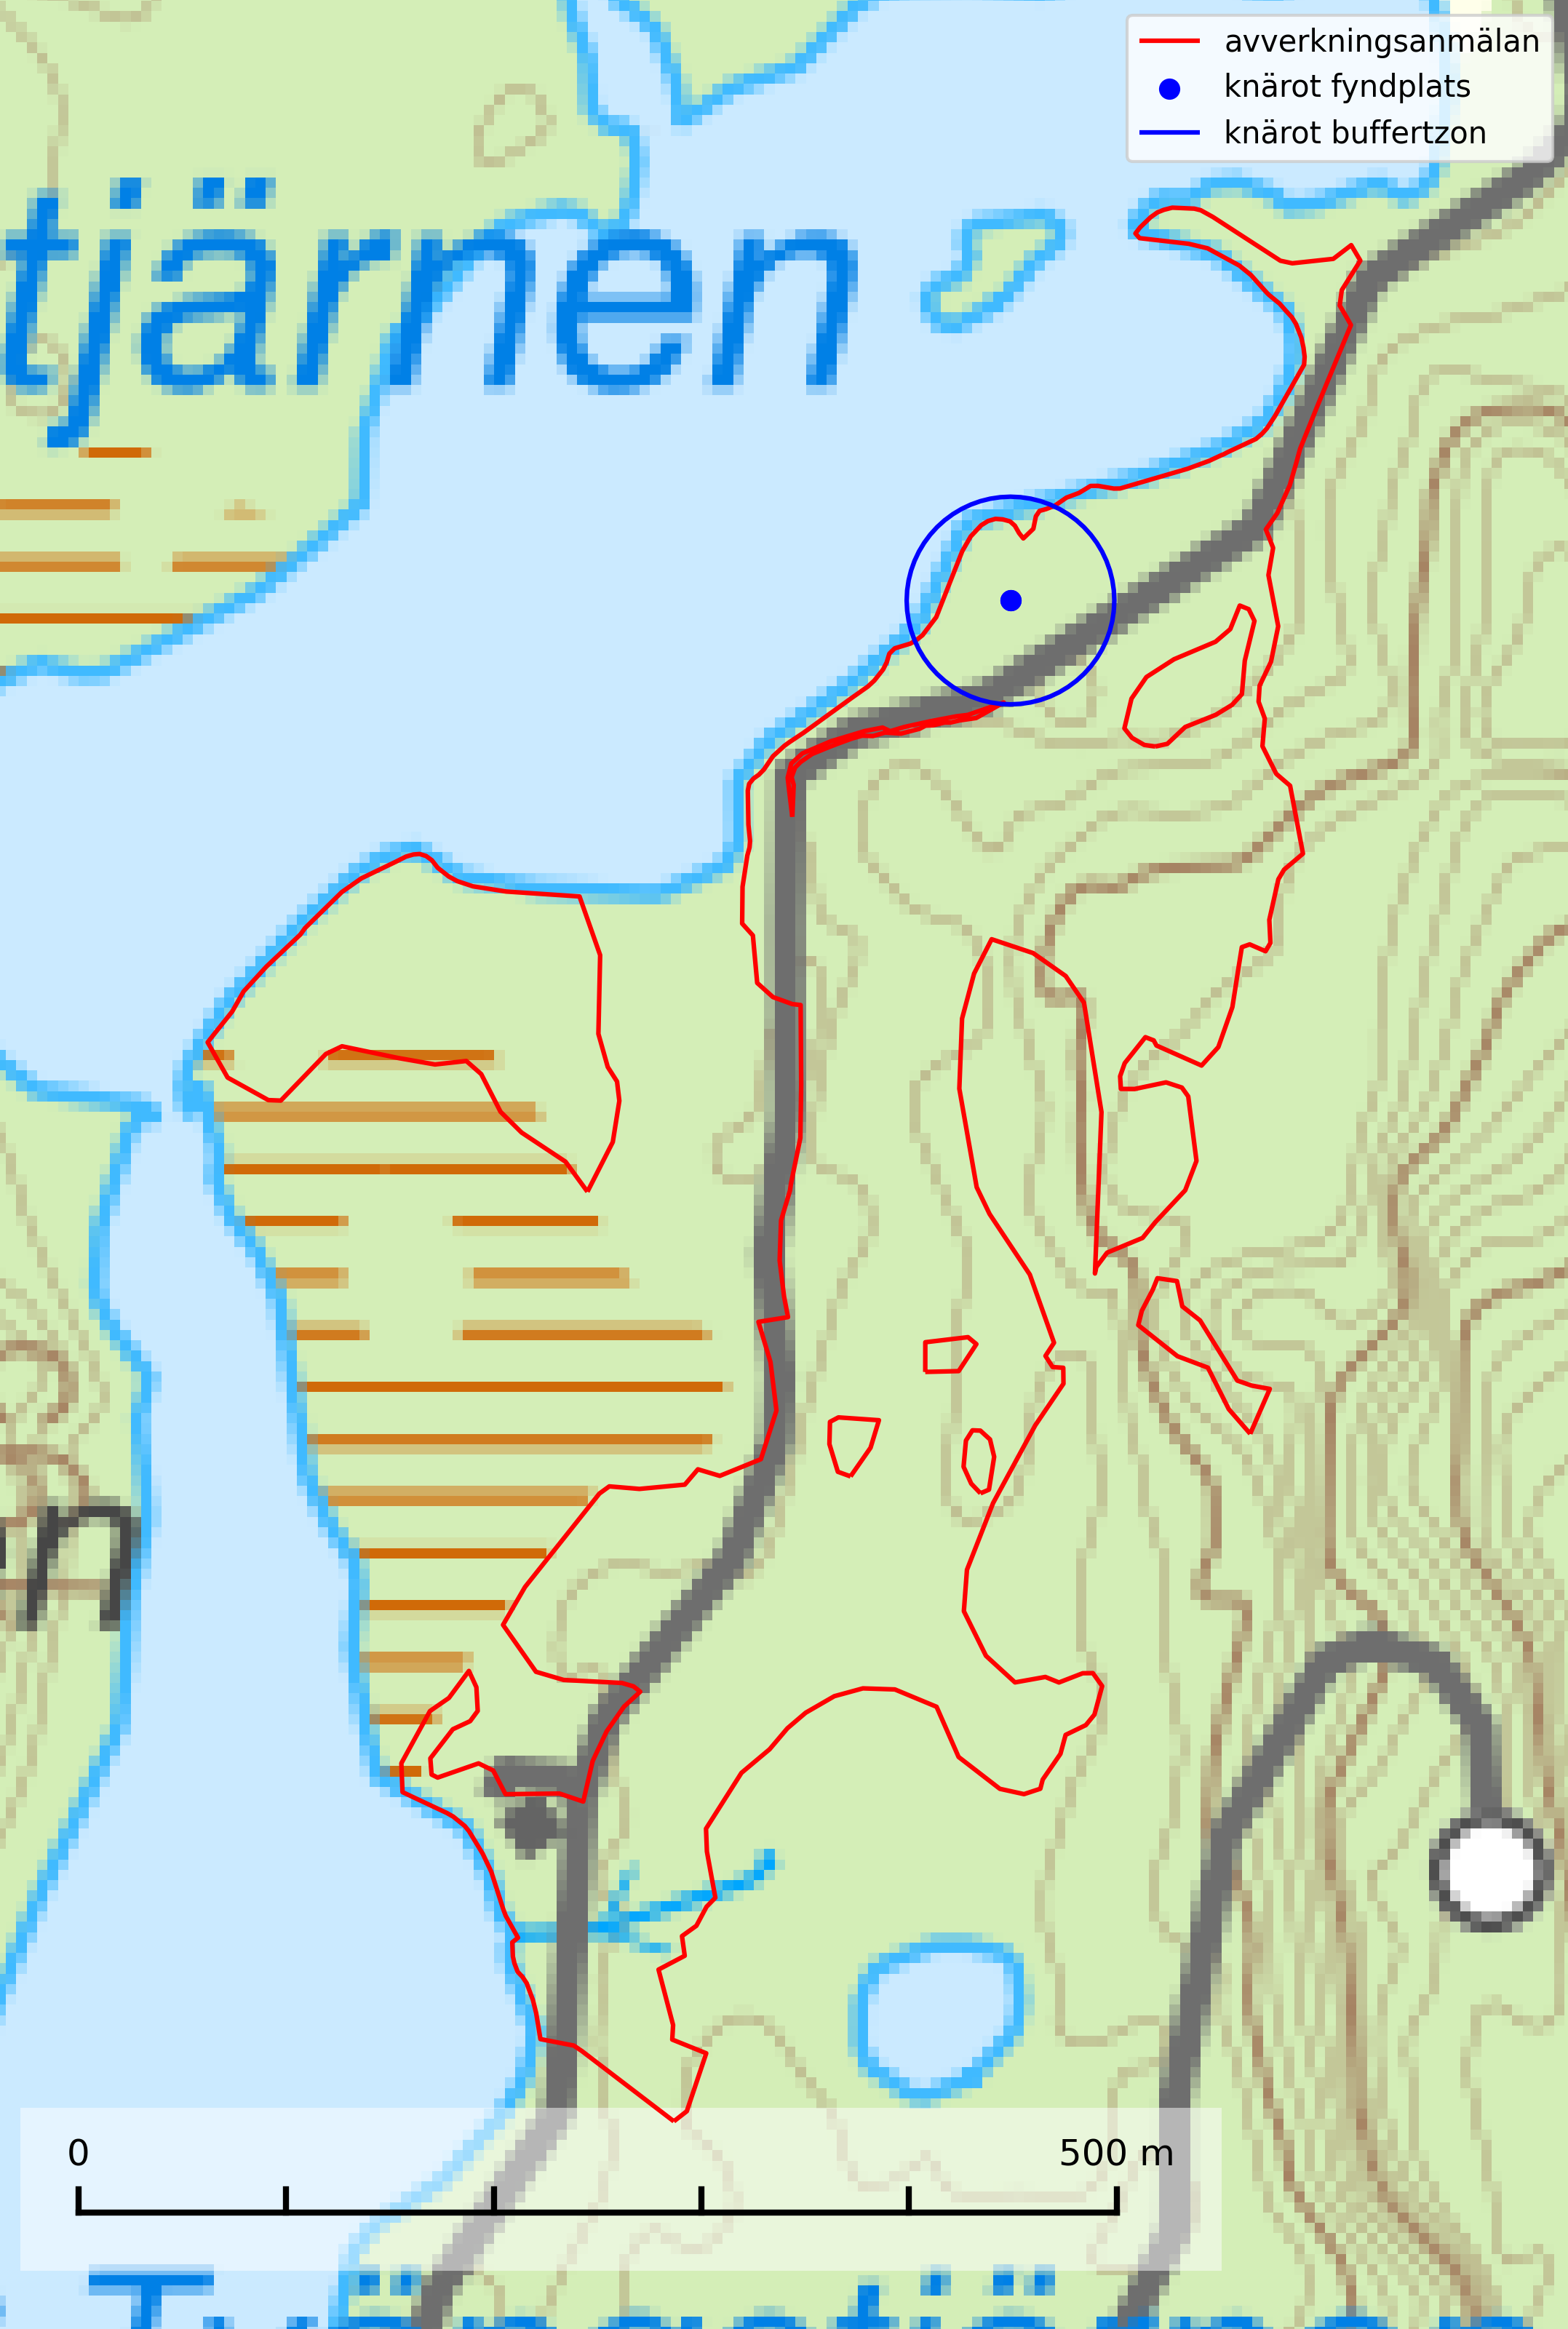 avverkningsanmälan
knärot fyndplats
knärot buffertzon
tjärnen
n
0 500 m